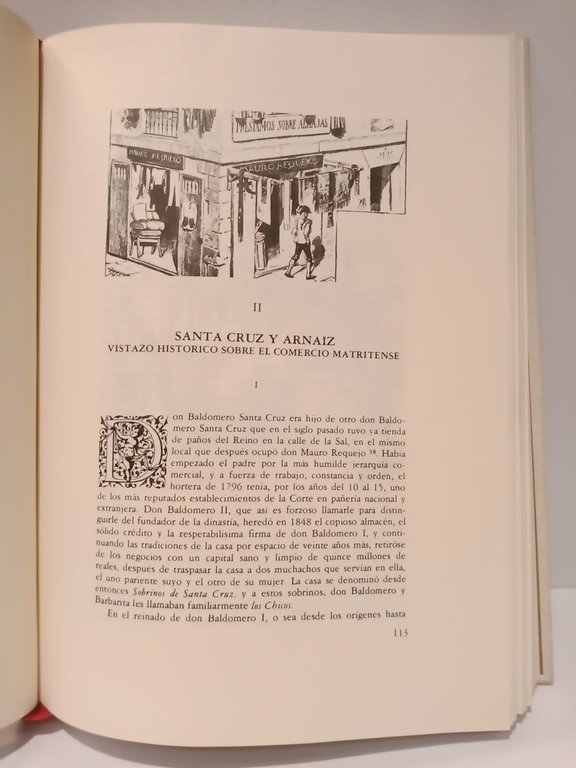 PRESTAMOS SOBRE ALHAJAS
MAURO REQUEXO
MAURO REQUEXO
II
SANTA CRUZ Y ARNAIZ
VISTAZO HISTORICO SOBRE EL COMERCIO MATRITENSE
I
Don Baldomero Santa Cruz era hijo de otro don Baldo-
mero Santa Cruz que en el siglo pasado tuvo ya tienda
de paños del Reino en la calle de la Sal, en el mismo
local que después ocupó don Mauro Requejo 38. Había
empezado el padre por la más humilde jerarquía co-
mercial, y a fuerza de trabajo, constancia y orden, el
hortera de 1796 tenía, por los años del 10 al 15, uno
de los más reputados establecimientos de la Corte en pañería nacional y
extranjera. Don Baldomero II, que así es forzoso llamarle para distin-
guirle del fundador de la dinastía, heredó en 1848 el copioso almacén, el
sólido crédito y la respetabilísima firma de don Baldomero I, y conti-
nuando las tradiciones de la casa por espacio de veinte años más, retiróse
de los negocios con un capital sano y limpio de quince millones de
reales, después de traspasar la casa a dos muchachos que servían en ella,
el uno pariente suyo y el otro de su mujer. La casa se denominó desde
entonces Sobrinos de Santa Cruz, y a estos sobrinos, don Baldomero y
Barbarita les llamaban familiarmente los Chicos.
En el reinado de don Baldomero I, o sea desde los orígenes hasta
113